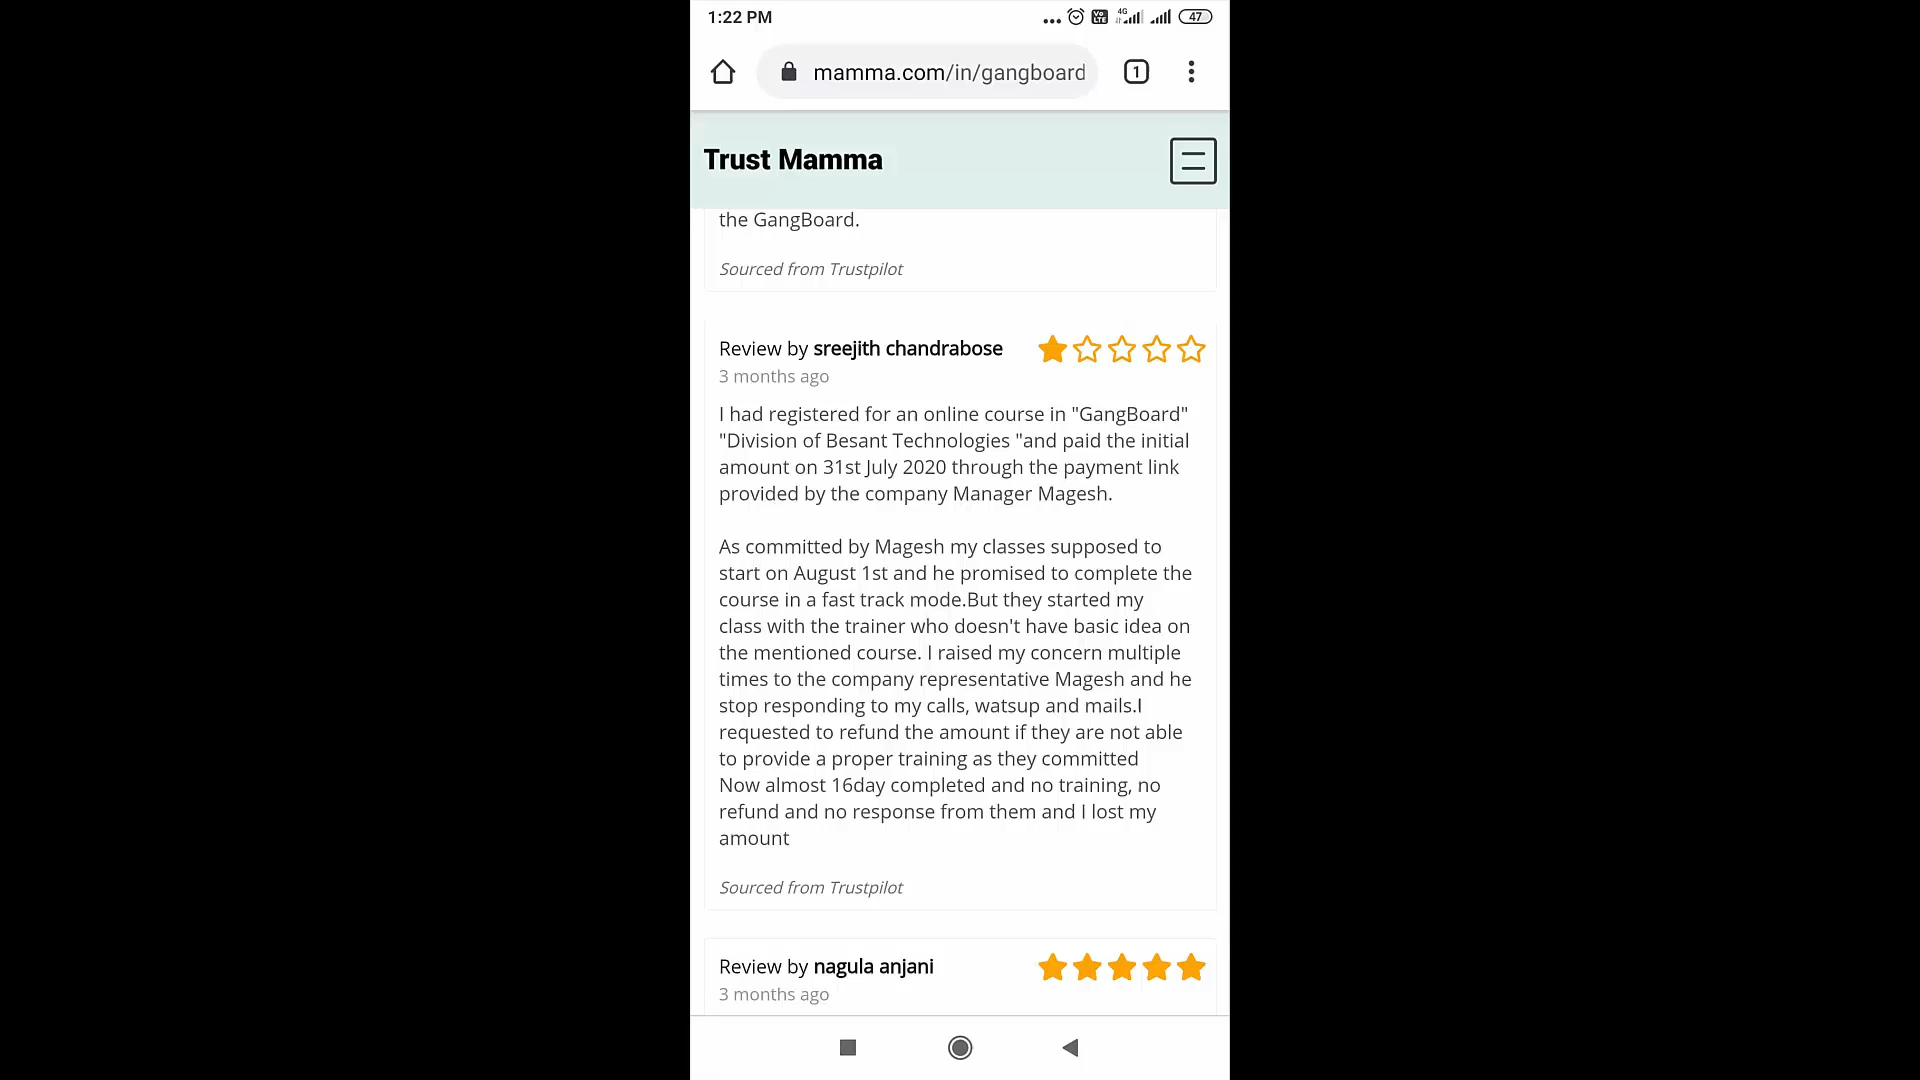 1:22 PM
4G
Vo
LTE
47
mamma.com/in/gangboard
1
Trust Mamma
the GangBoard.
Sourced from Trustpilot
Review by sreejith chandrabose
3 months ago
I had registered for an online course in "GangBoard"
"Division of Besant Technologies "and paid the initial
amount on 31st July 2020 through the payment link
provided by the company Manager Magesh.
As committed by Magesh my classes supposed to
start on August 1st and he promised to complete the
course in a fast track mode.But they started my
class with the trainer who doesn't have basic idea on
the mentioned course. I raised my concern multiple
times to the company representative Magesh and he
stop responding to my calls, watsup and mails.I
requested to refund the amount if they are not able
to provide a proper training as they committed
Now almost 16day completed and no training, no
refund and no response from them and I lost my
amount
Sourced from Trustpilot
Review by nagula anjani
3 months ago